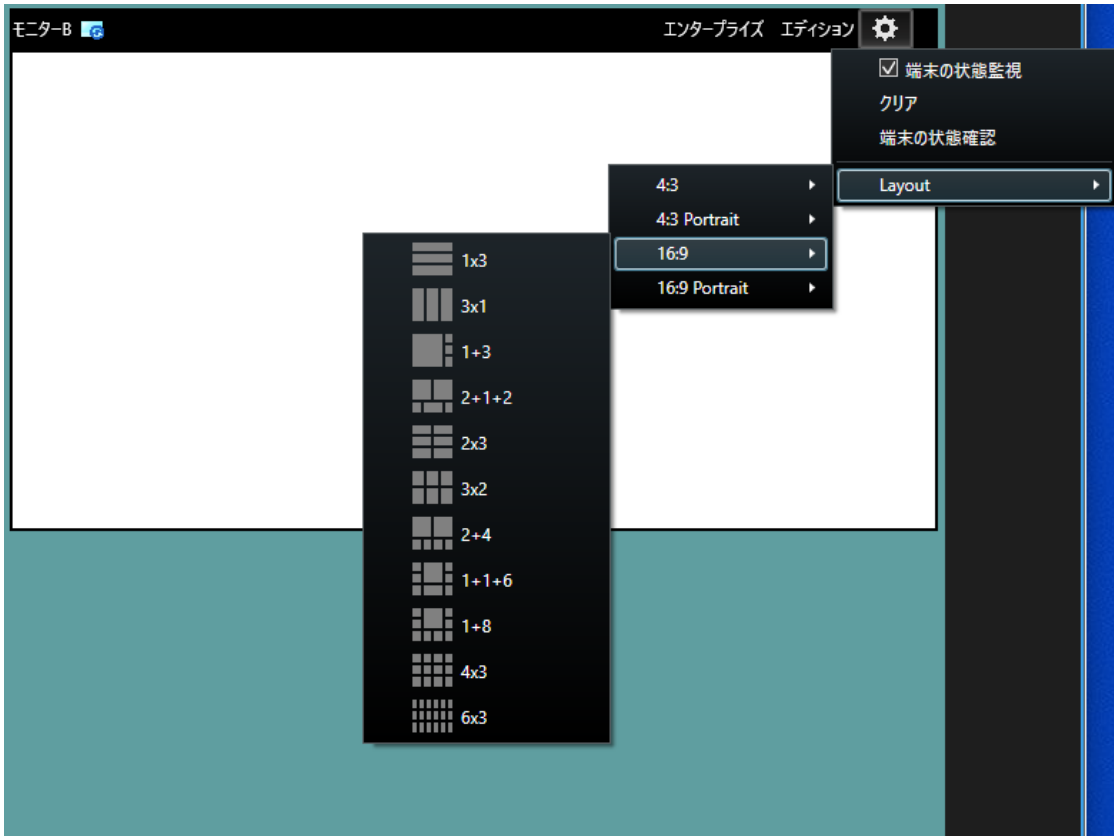 モニターB
エンタープライズ エディション
端末の状態監視
クリア
端末の状態確認
Layout
4:3
4:3 Portrait
16:9
16:9 Portrait
1x3
3x1
1+3
2+1+2
2x3
3x2
2+4
1+1+6
1+8
4x3
6x3